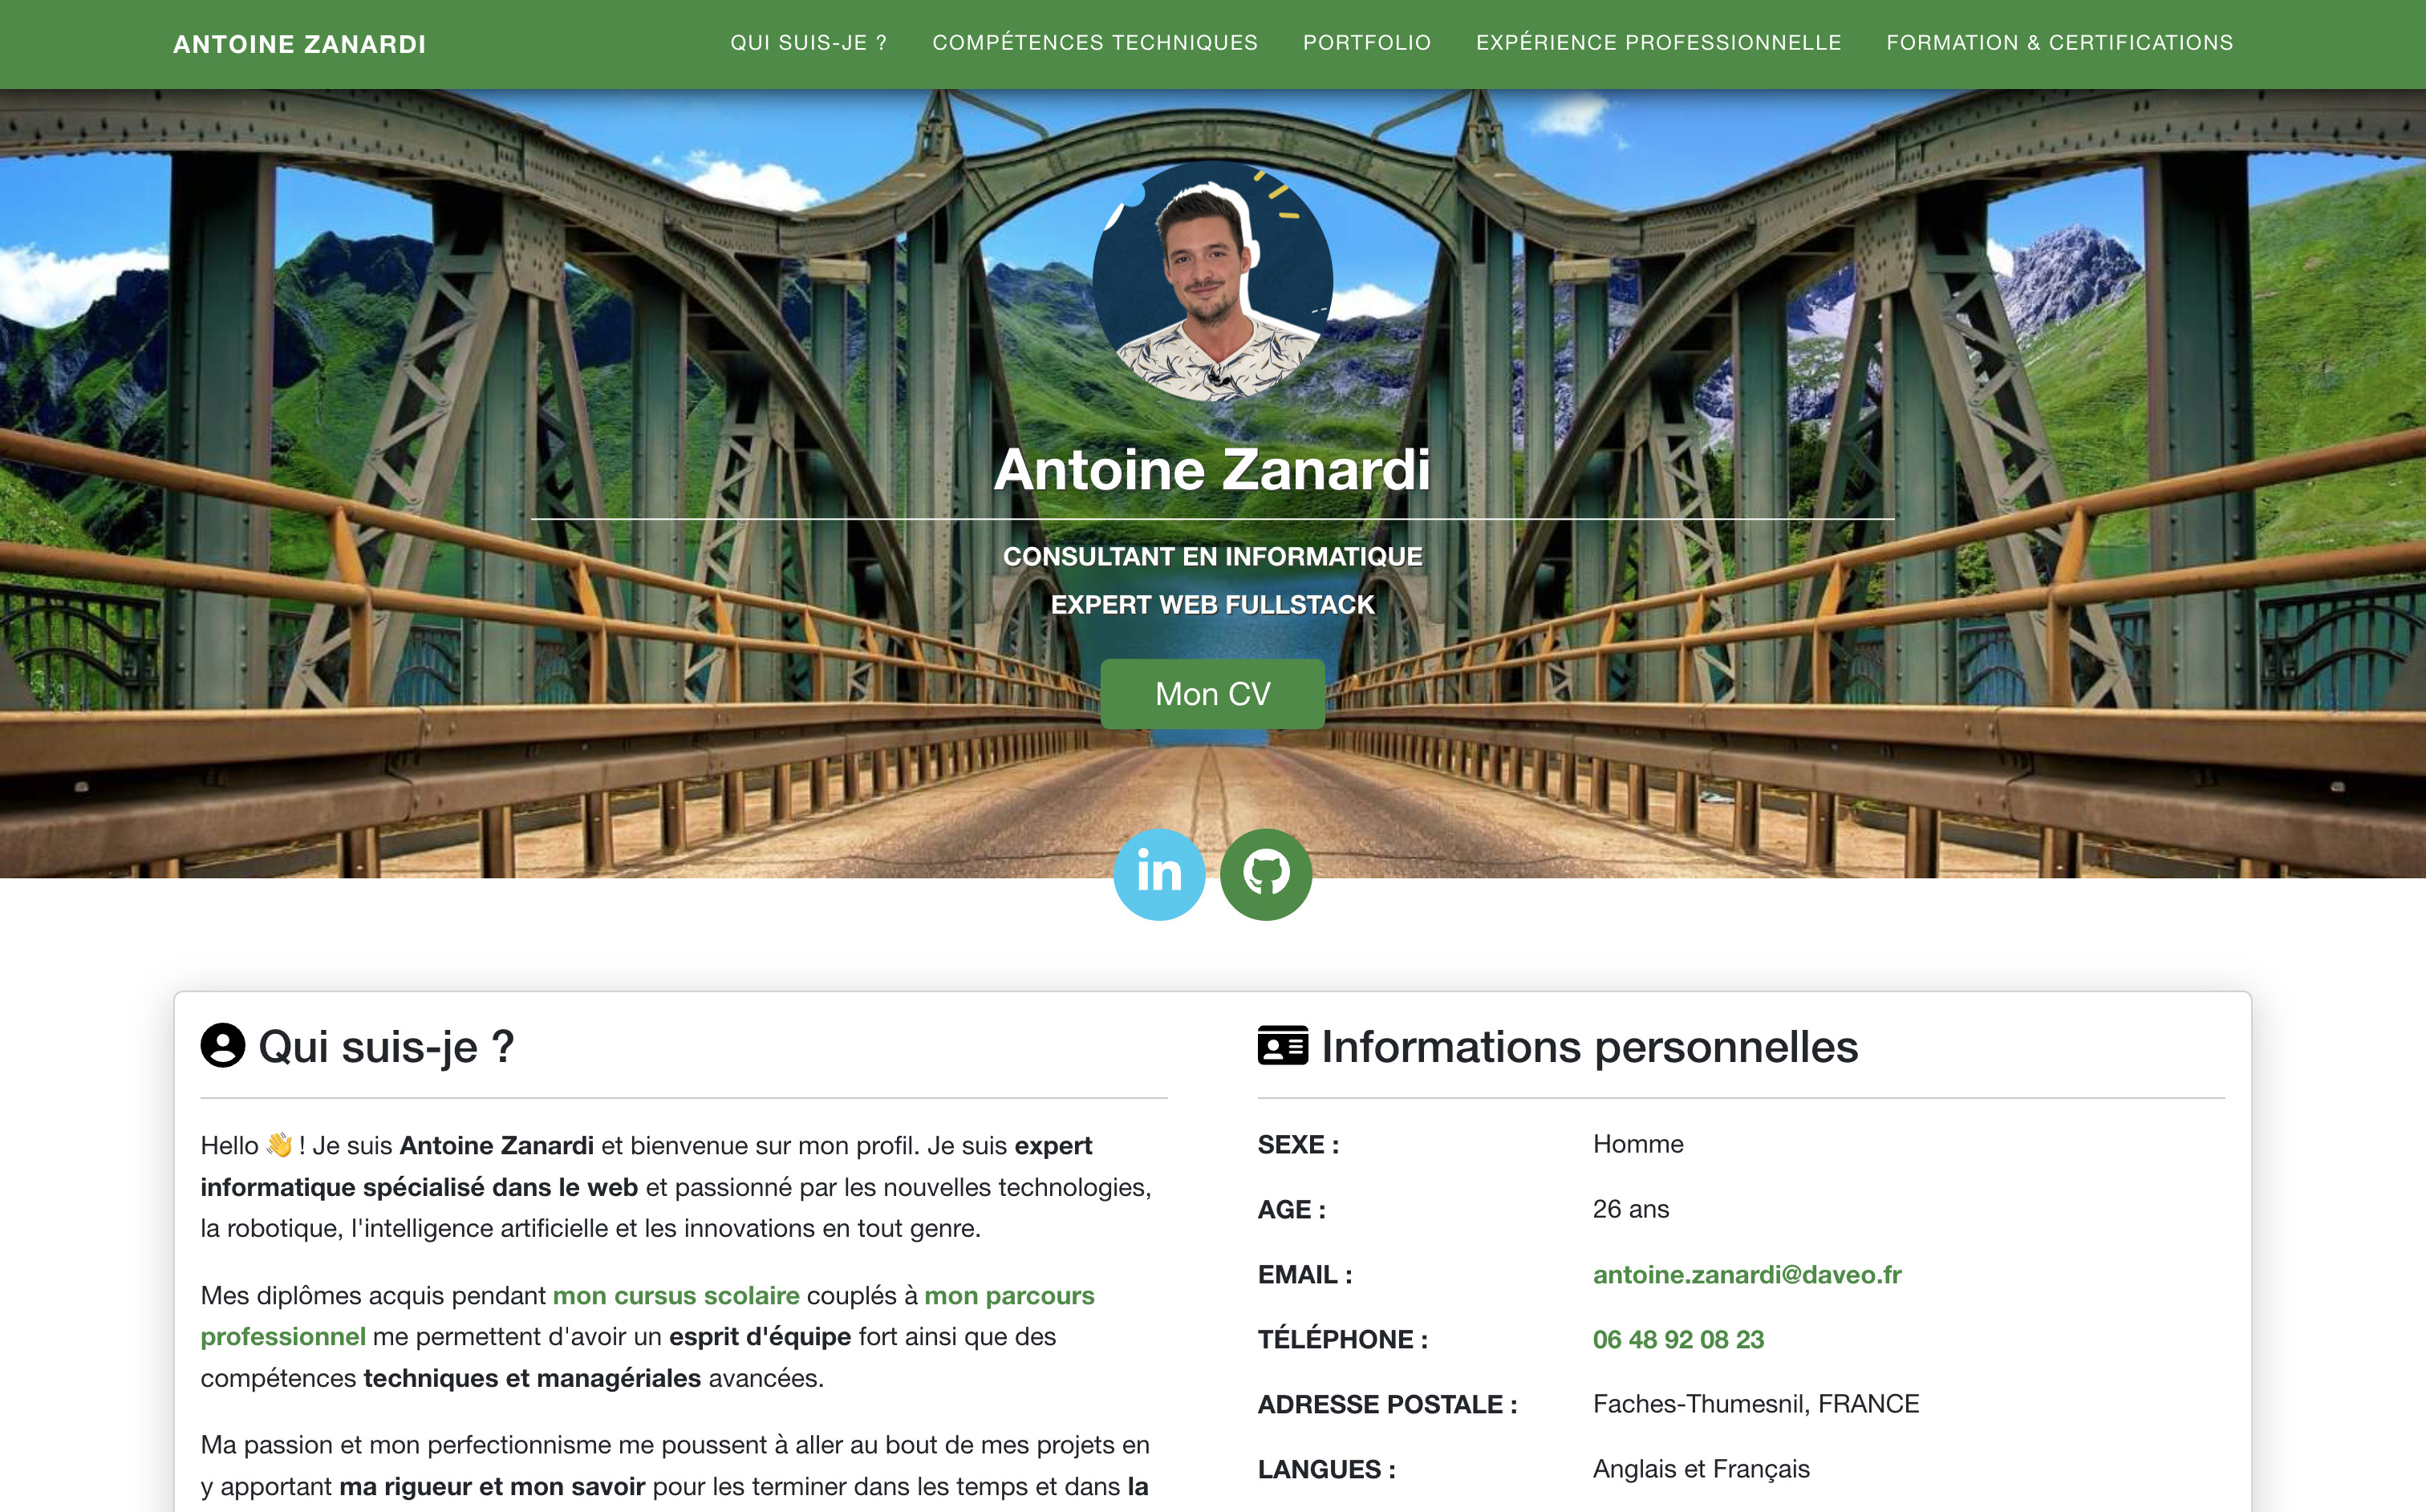 ANTOINE ZANARDI
QUI SUIS-JE ?
COMPÉTENCES TECHNIQUES
PORTFOLIO
EXPÉRIENCE PROFESSIONNELLE
FORMATION & CERTIFICATIONS
Antoine Zanardi
CONSULTANT EN INFORMATIQUE
EXPERT WEB FULLSTACK
Mon CV
in
Qui suis-je ?
Hello 👋 ! Je suis Antoine Zanardi et bienvenue sur mon profil. Je suis expert
informatique spécialisé dans le web et passionné par les nouvelles technologies,
la robotique, l'intelligence artificielle et les innovations en tout genre.
Mes diplômes acquis pendant mon cursus scolaire couplés à mon parcours
professionnel me permettent d'avoir un esprit d'équipe fort ainsi que des
compétences techniques et managériales avancées.
Ma passion et mon perfectionnisme me poussent à aller au bout de mes projets en
y apportant ma rigueur et mon savoir pour les terminer dans les temps et dans la
Informations personnelles
SEXE : Homme
AGE : 26 ans
EMAIL : antoine.zanardi@daveo.fr
TÉLÉPHONE : 06 48 92 08 23
ADRESSE POSTALE : Faches-Thumesnil, FRANCE
LANGUES : Anglais et Français